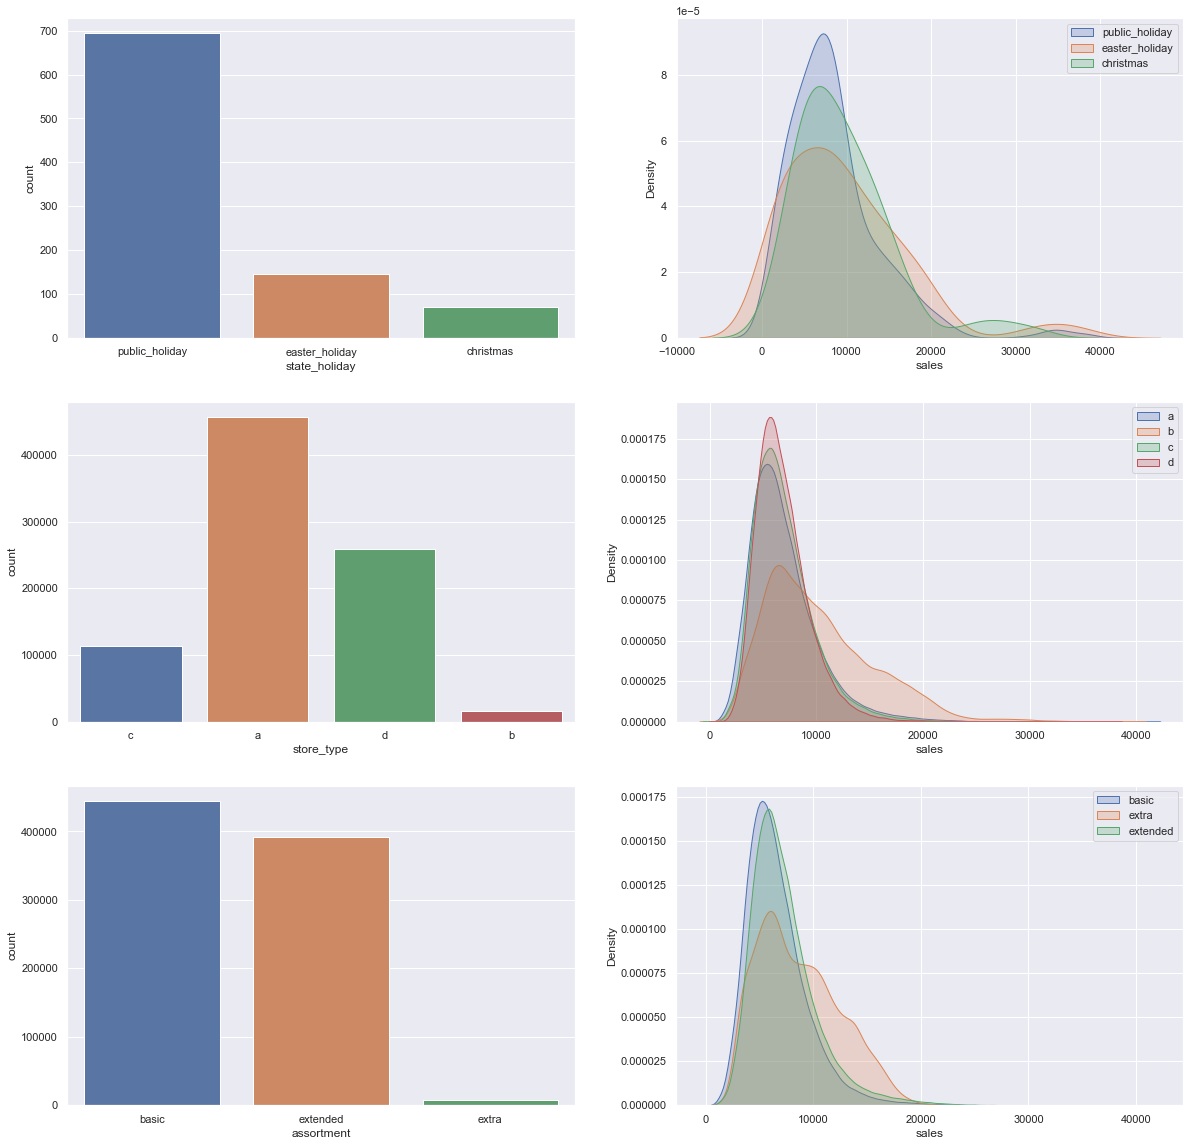 700
600
500
400
300
200
100
0
count
public_holiday
easter_holiday
christmas
state_holiday
1e−5
8
6
4
2
0
Density
−10000
0
10000
20000
30000
40000
sales
public_holiday
easter_holiday
christmas
400000
300000
200000
100000
0
count
c
a
d
b
store_type
0.000175
0.000150
0.000125
0.000100
0.000075
0.000050
0.000025
0.000000
Density
0
10000
20000
30000
40000
sales
a
b
c
d
400000
300000
200000
100000
0
count
basic
extended
extra
assortment
0.000175
0.000150
0.000125
0.000100
0.000075
0.000050
0.000025
0.000000
Density
0
10000
20000
30000
40000
sales
basic
extra
extended